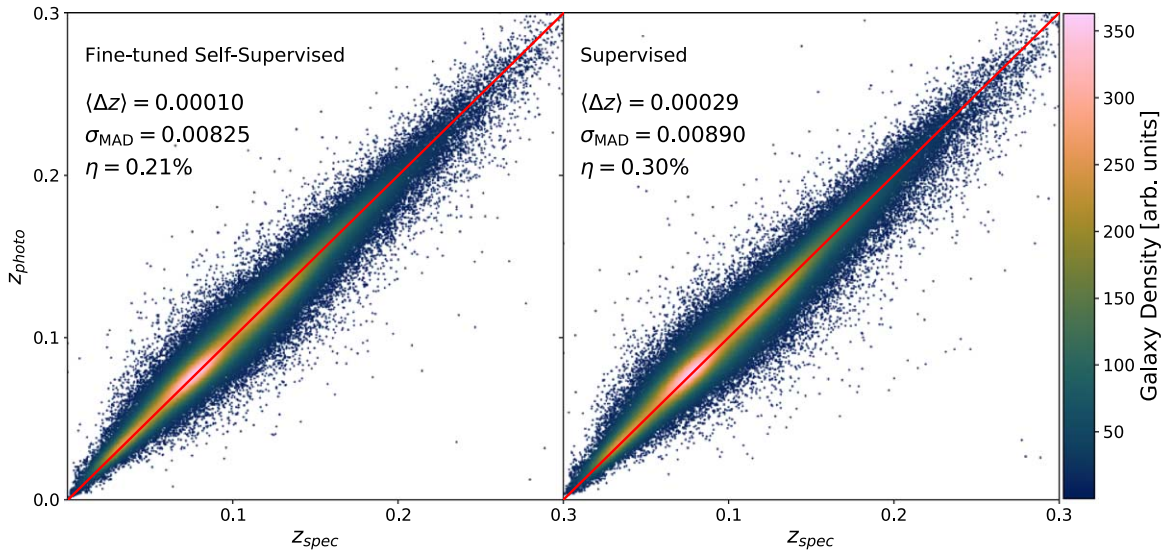 0.3
0.2
0.1
0.0
z_photo
Fine-tuned Self-Supervised
⟨Δz⟩ = 0.00010
σ_MAD = 0.00825
η = 0.21%
0.1
0.2
0.3
z_spec
Supervised
⟨Δz⟩ = 0.00029
σ_MAD = 0.00890
η = 0.30%
0.1
0.2
0.3
z_spec
350
300
250
200
150
100
50
Galaxy Density [arb. units]